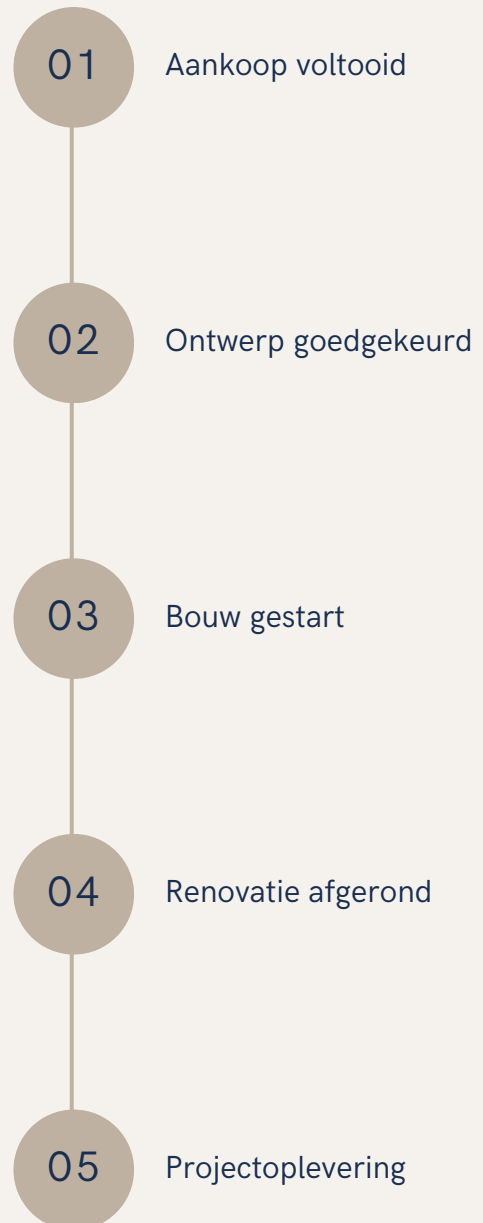 01 Aankoop voltooid
02 Ontwerp goedgekeurd
03 Bouw gestart
04 Renovatie afgerond
05 Projectoplevering